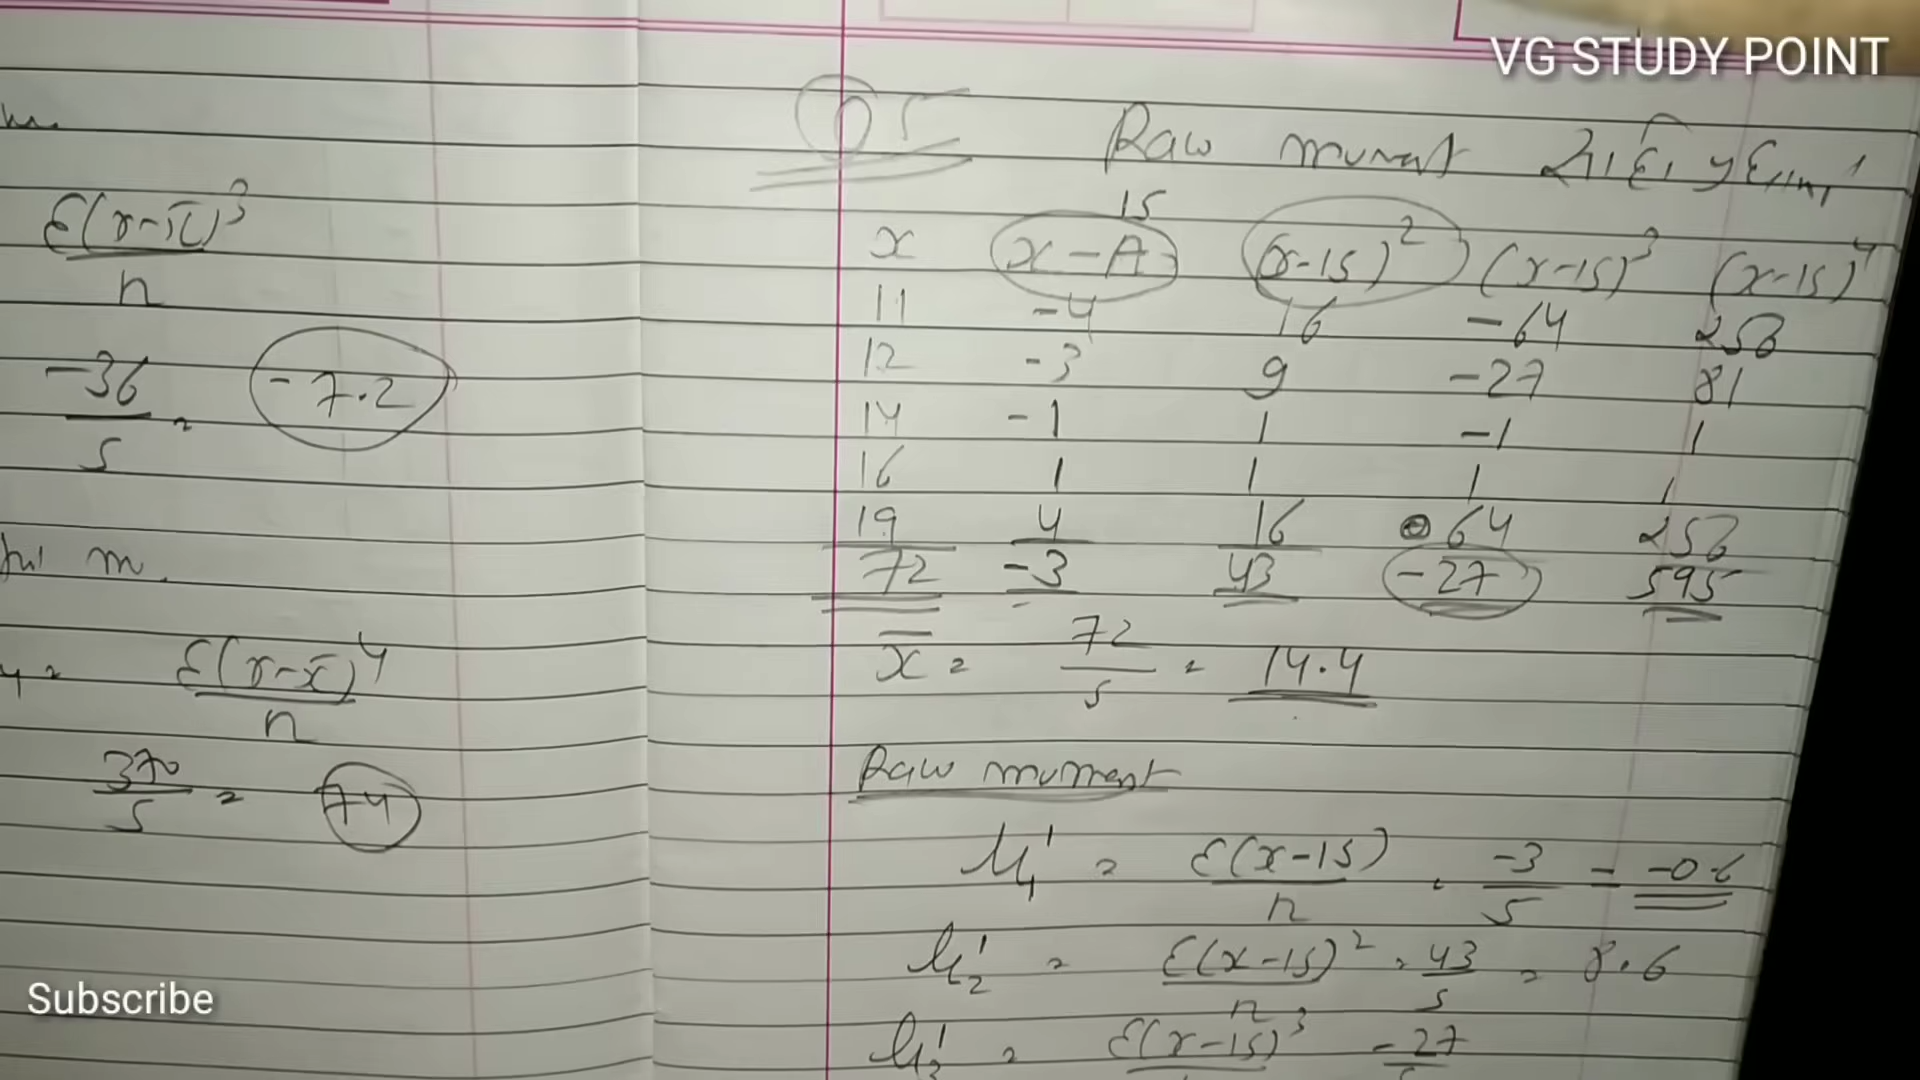 VG STUDY POINT
Σ(x-x̄)³
n
-36
5
-7.2
m.
Σ(x-x̄)⁴
n
370
5
=
74
Q5
Raw mument
15
x x-A (x-15)² (x-15)³ (x-15)⁴
11 -4 16 -64 256
12 -3 9 -27 81
14 -1 1 -1 1
16 1 1 1 1
19 4 16 64 256
72 -3 43 -27 595
x̄ = 72/5 = 14.4
Raw mument
μ₁' = Σ(x-15)/n = -3/5 = -0.6
μ₂' = Σ(x-15)²/n = 43/5 = 8.6
μ₃' = Σ(x-15)³ -27
Subscribe